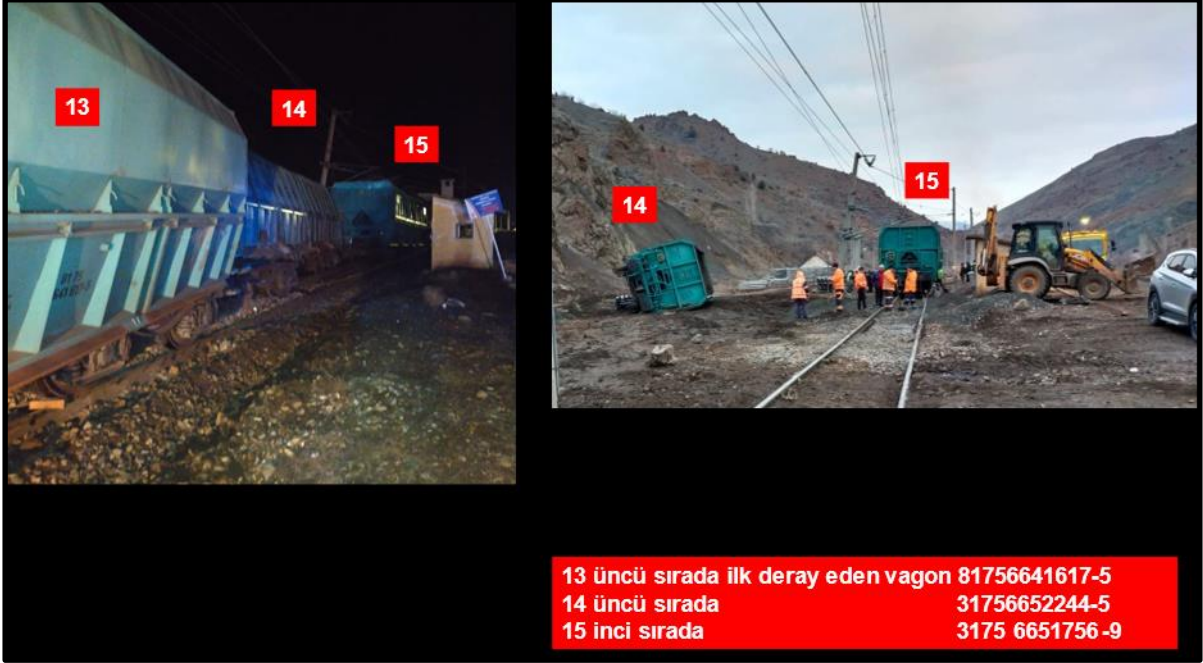 13
14
15
14
15
13 üncü sırada ilk deray eden vagon 81756641617-5
14 üncü sırada 31756652244-5
15 inci sırada 3175 6651756 -9